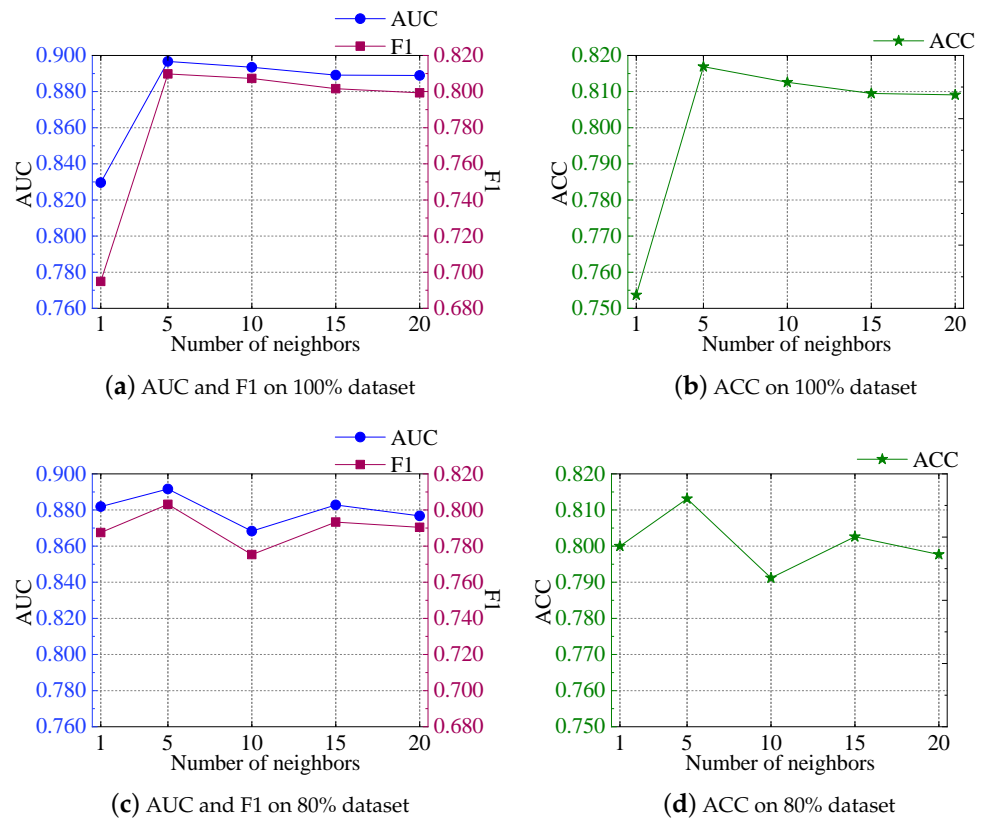 AUC
F1
0.900
0.880
0.860
0.840
0.820
0.800
0.780
0.760
AUC
0.820
0.800
0.780
0.760
0.740
0.720
0.700
0.680
F1
1 5 10 15 20
Number of neighbors
(a) AUC and F1 on 100% dataset
ACC
0.820
0.810
0.800
0.790
0.780
0.770
0.760
0.750
ACC
1 5 10 15 20
Number of neighbors
(b) ACC on 100% dataset
AUC
F1
0.900
0.880
0.860
0.840
0.820
0.800
0.780
0.760
AUC
0.820
0.800
0.780
0.760
0.740
0.720
0.700
0.680
F1
1 5 10 15 20
Number of neighbors
(c) AUC and F1 on 80% dataset
ACC
0.820
0.810
0.800
0.790
0.780
0.770
0.760
0.750
ACC
1 5 10 15 20
Number of neighbors
(d) ACC on 80% dataset